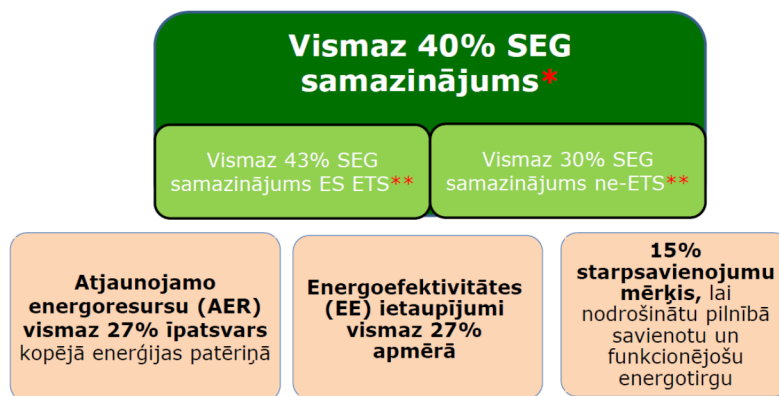 Vismaz 40% SEG
samazinājums*
Vismaz 43% SEG
samazinājums ES ETS**
Vismaz 30% SEG
samazinājums ne-ETS**
Atjaunojamo
energoresursu (AER)
vismaz 27% īpatsvars
kopējā enerģijas patēriņā
Energoefektivitātes
(EE) ietaupījumi
vismaz 27%
apmērā
15%
starpsavienojumu
mērķis, lai
nodrošinātu pilnībā
savienotu un
funkcionējošu
energotirgu